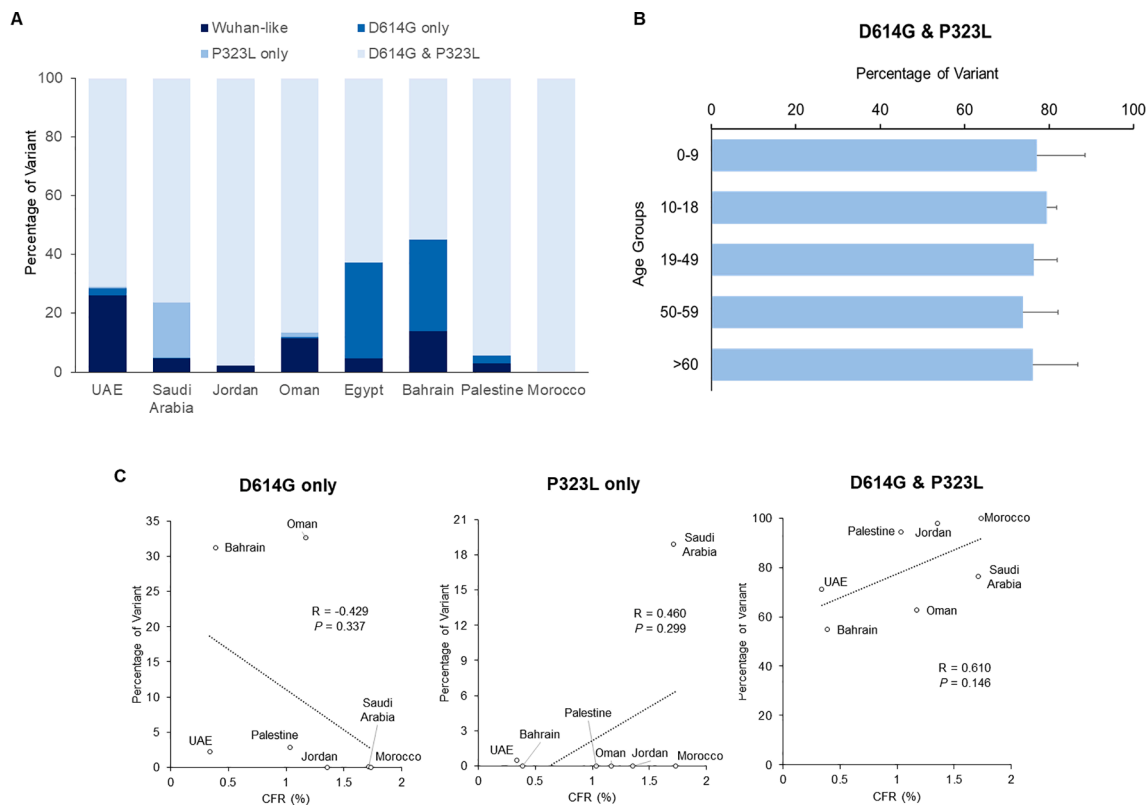 A
Wuhan-like
D614G only
P323L only
D614G & P323L
Percentage of Variant
100
80
60
40
20
0
UAE
Saudi
Arabia
Jordan
Oman
Egypt
Bahrain
Palestine
Morocco
B
D614G & P323L
Percentage of Variant
0
20
40
60
80
100
Age Groups
0-9
10-18
19-49
50-59
>60
C
D614G only
Percentage of Variant
35
30
25
20
15
10
5
0
Oman
Bahrain
R = -0.429
P = 0.337
Saudi
Arabia
UAE
Palestine
Jordan
Morocco
0
0.5
1
1.5
2
CFR (%)
P323L only
Percentage of Variant
21
18
15
12
9
6
3
0
Saudi
Arabia
R = 0.460
P = 0.299
Palestine
UAE
Bahrain
Oman
Jordan
Morocco
0
0.5
1
1.5
2
CFR (%)
D614G & P323L
Percentage of Variant
100
80
60
40
20
0
Palestine
Jordan
Morocco
UAE
Saudi
Arabia
Oman
Bahrain
R = 0.610
P = 0.146
0
0.5
1
1.5
2
CFR (%)